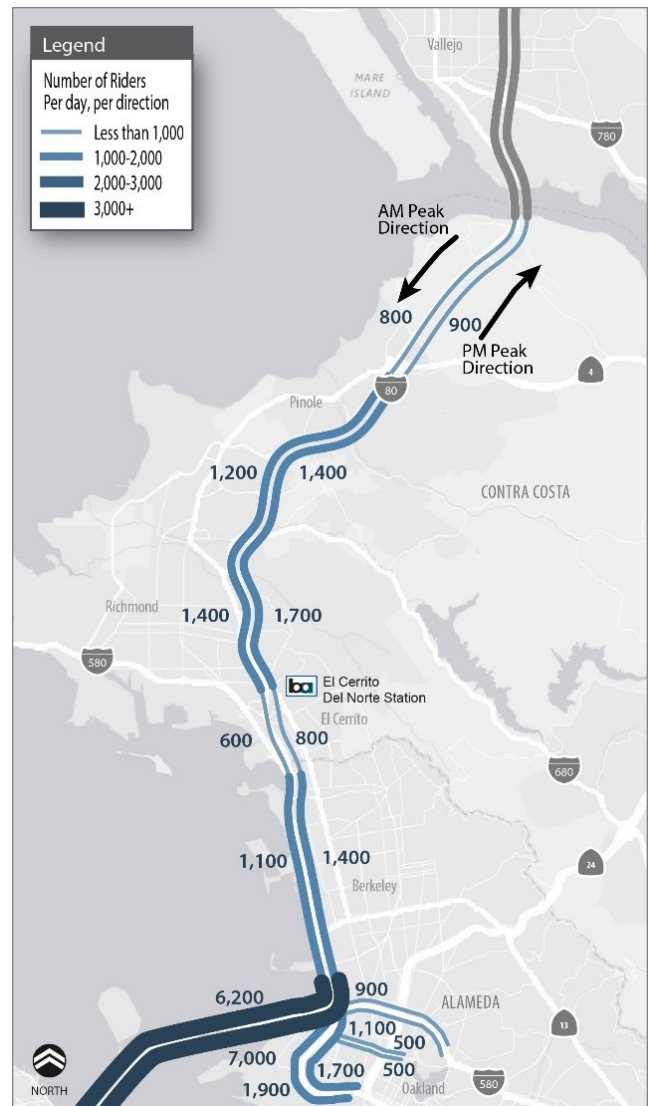 Legend
Number of Riders
Per day, per direction
Less than 1,000
1,000-2,000
2,000-3,000
3,000+
Vallejo
MARE
ISLAND
780
AM Peak
Direction
800
900
PM Peak
Direction
80
4
Pinole
1,200
1,400
CONTRA COSTA
Richmond
1,400
1,700
580
ba
El Cerrito
Del Norte Station
El Cerrito
600
800
680
1,100
1,400
24
Berkeley
6,200
900
ALAMEDA
13
1,100
500
7,000
1,700
500
1,900
Oakland
580
NORTH